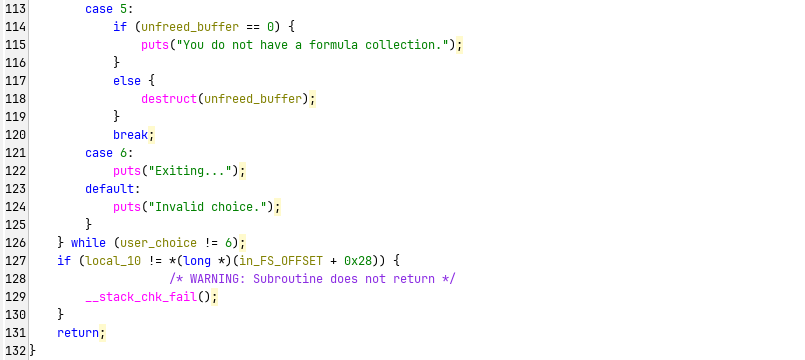 113         case 5:
114             if (unfreed_buffer == 0) {
115                 puts("You do not have a formula collection.");
116             }
117             else {
118                 destruct(unfreed_buffer);
119             }
120             break;
121         case 6:
122             puts("Exiting...");
123         default:
124             puts("Invalid choice.");
125         }
126     } while (user_choice != 6);
127     if (local_10 != *(long *)(in_FS_OFFSET + 0x28)) {
128                     /* WARNING: Subroutine does not return */
129         __stack_chk_fail();
130     }
131     return;
132 }